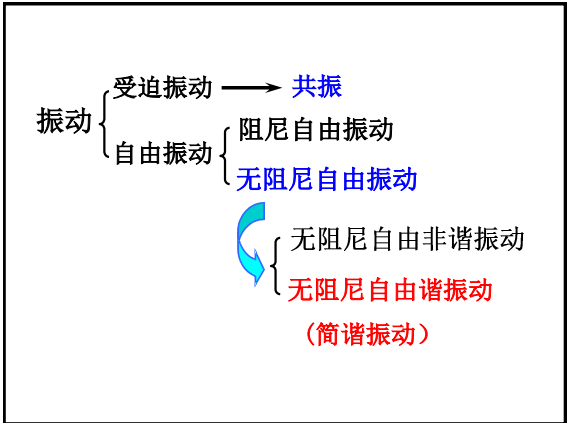 受迫振动
共振
振动
阻尼自由振动
自由振动
无阻尼自由振动
无阻尼自由非谐振动
无阻尼自由谐振动
(简谐振动）